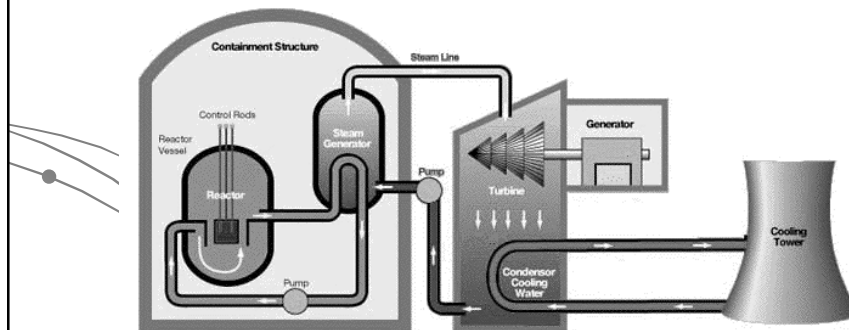 Containment Structure
Steam Line
Control Rods
Reactor
Vessel
Steam
Generator
Generator
Pump
Reactor
Turbine
Cooling
Tower
Condensor
Cooling
Water
Pump